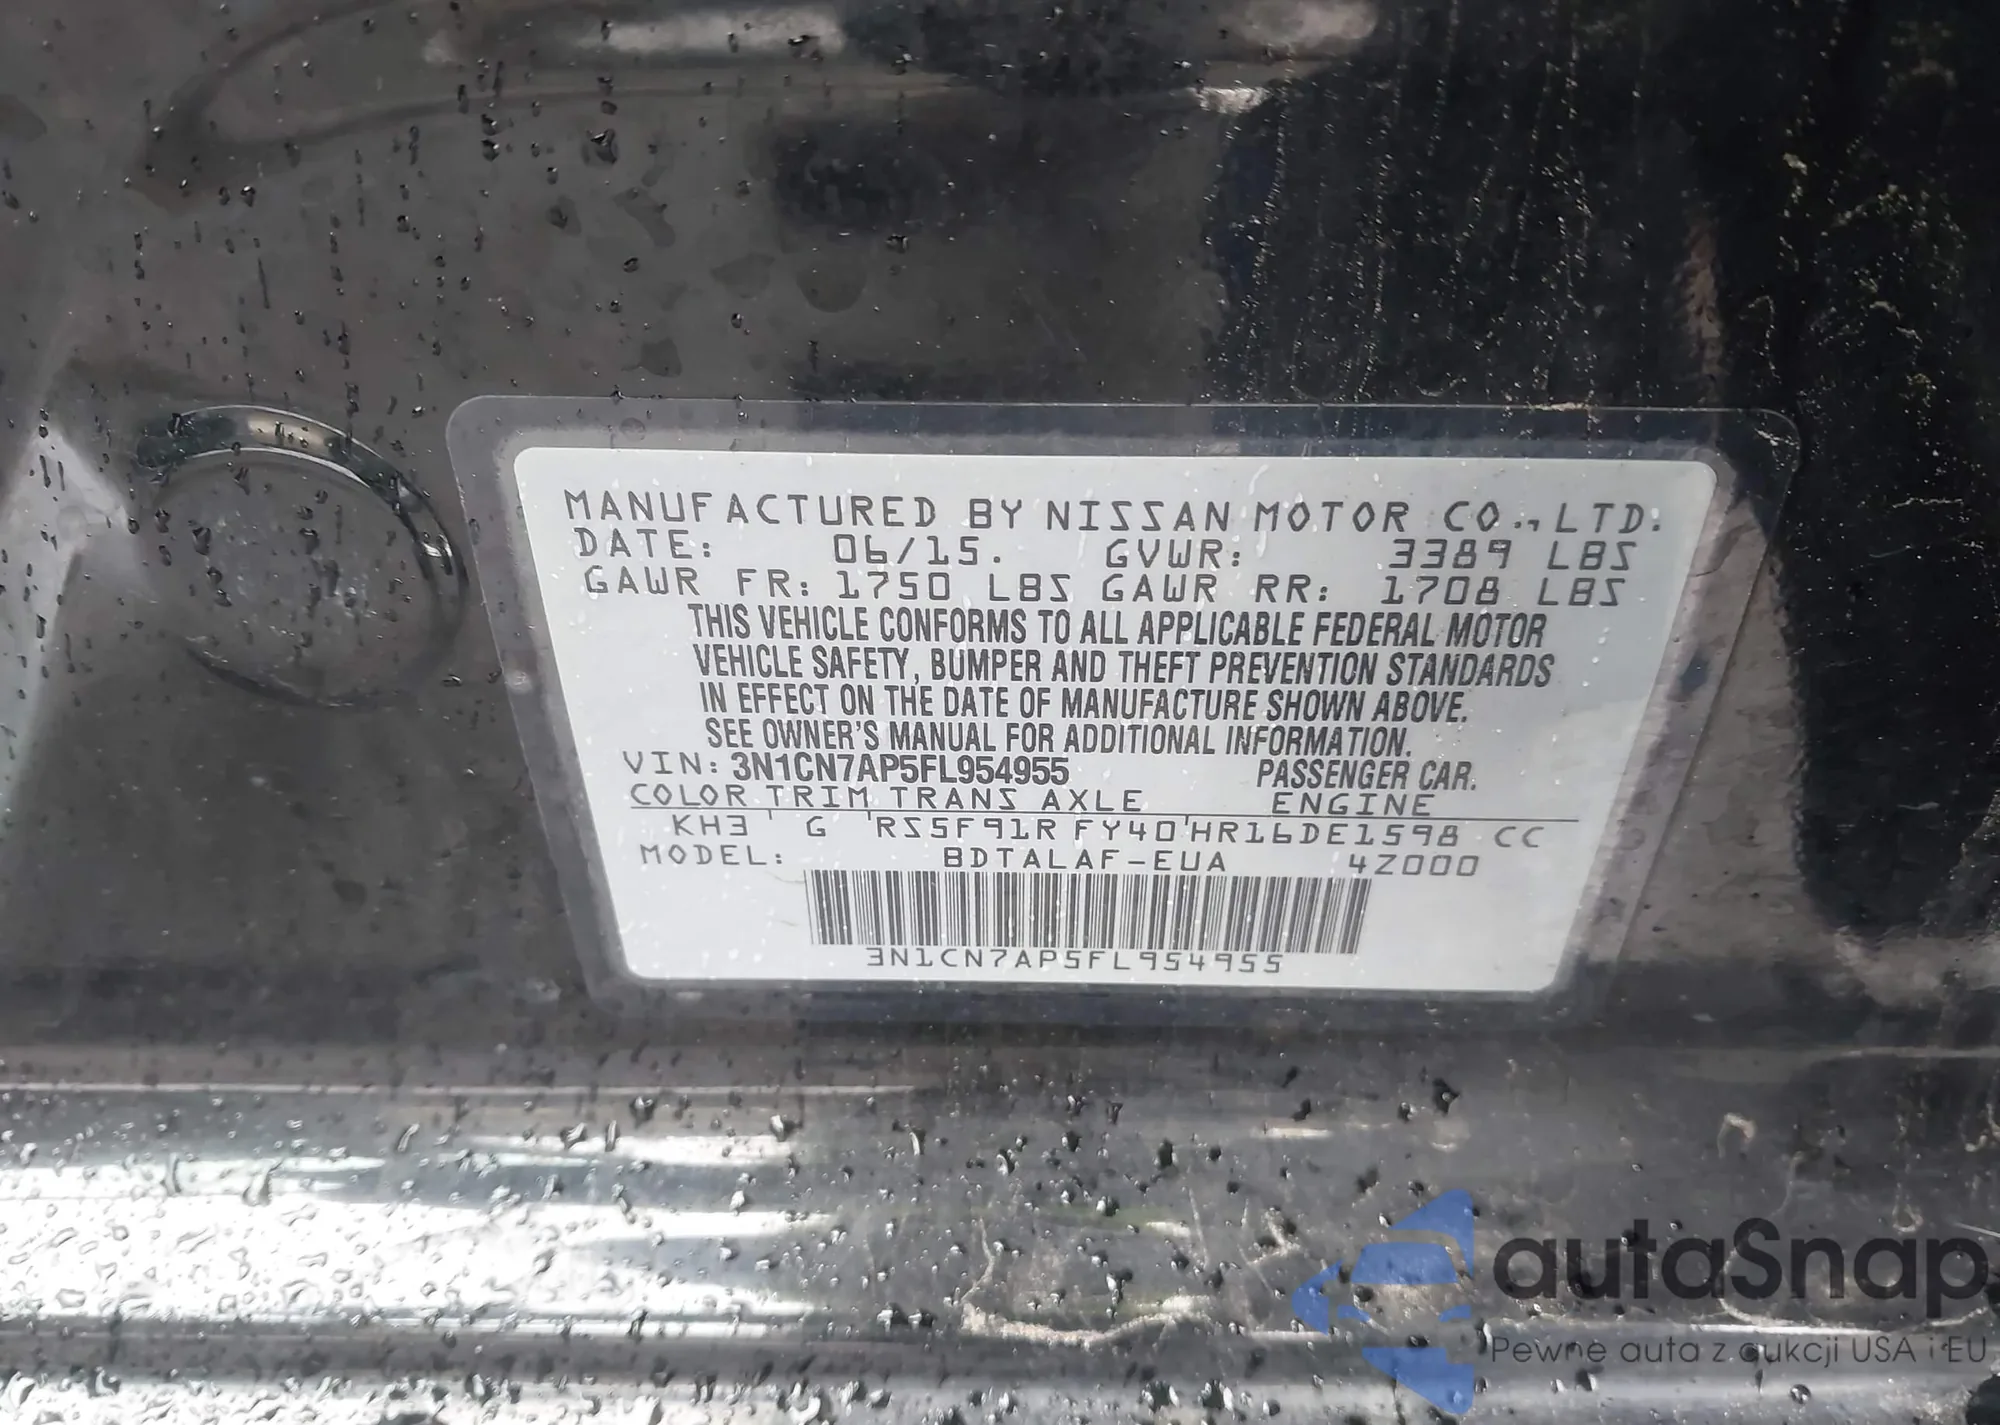 MANUFACTURED BY NISSAN MOTOR CO., LTD.
DATE: 06/15. GVWR: 3389 LBS
GAWR FR: 1750 LBS GAWR RR: 1708 LBS
THIS VEHICLE CONFORMS TO ALL APPLICABLE FEDERAL MOTOR
VEHICLE SAFETY, BUMPER AND THEFT PREVENTION STANDARDS
IN EFFECT ON THE DATE OF MANUFACTURE SHOWN ABOVE.
SEE OWNER'S MANUAL FOR ADDITIONAL INFORMATION.
VIN: 3N1CN7AP5FL954955 PASSENGER CAR.
COLOR TRIM TRANS AXLE ENGINE
KH3 G RS5F91R FY40 HR16DE1598 CC
MODEL: BDTALAF-EUA 4Z000
3N1CN7AP5FL954955
autaSnap
Pewne auta z aukcji USA i EU